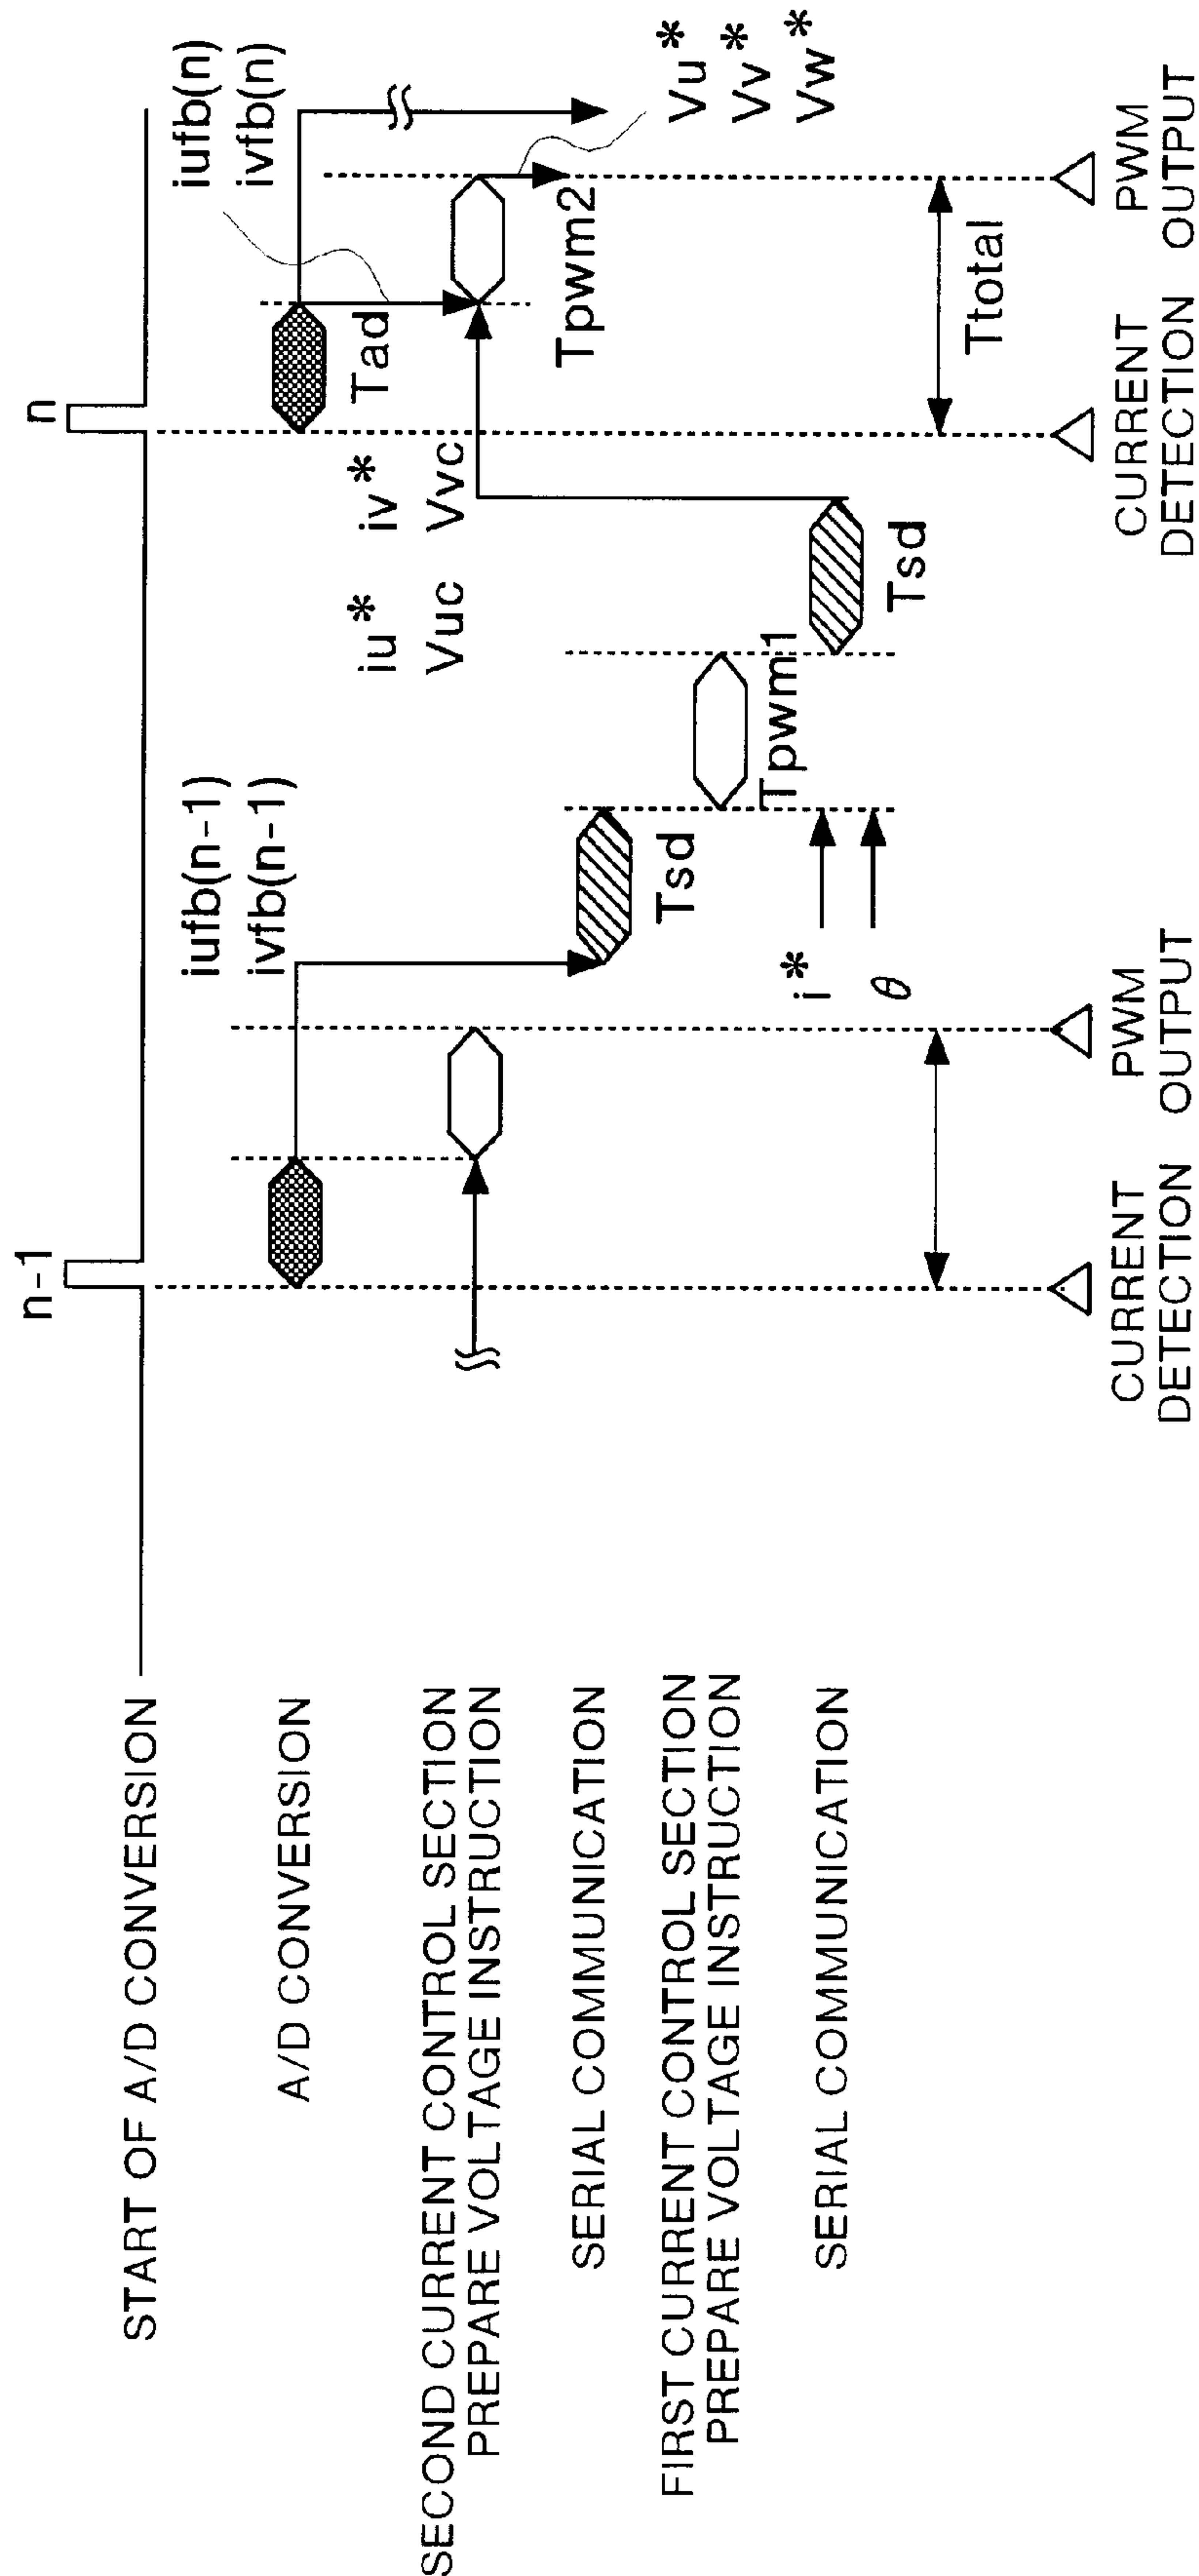 n-1
n
START OF A/D CONVERSION
iufb(n-1)
ivfb(n-1)
iufb(n)
ivfb(n)
A/D CONVERSION
Tad
iu* iv*
Vuc Vvc
SECOND CURRENT CONTROL SECTION
PREPARE VOLTAGE INSTRUCTION
Tpwm2
Vu*
Vv*
Vw*
SERIAL COMMUNICATION
Tsd
FIRST CURRENT CONTROL SECTION
PREPARE VOLTAGE INSTRUCTION
Tpwm1
i*
θ
SERIAL COMMUNICATION
Tsd
Ttotal
CURRENT
DETECTION
PWM
OUTPUT
CURRENT
DETECTION
PWM
OUTPUT